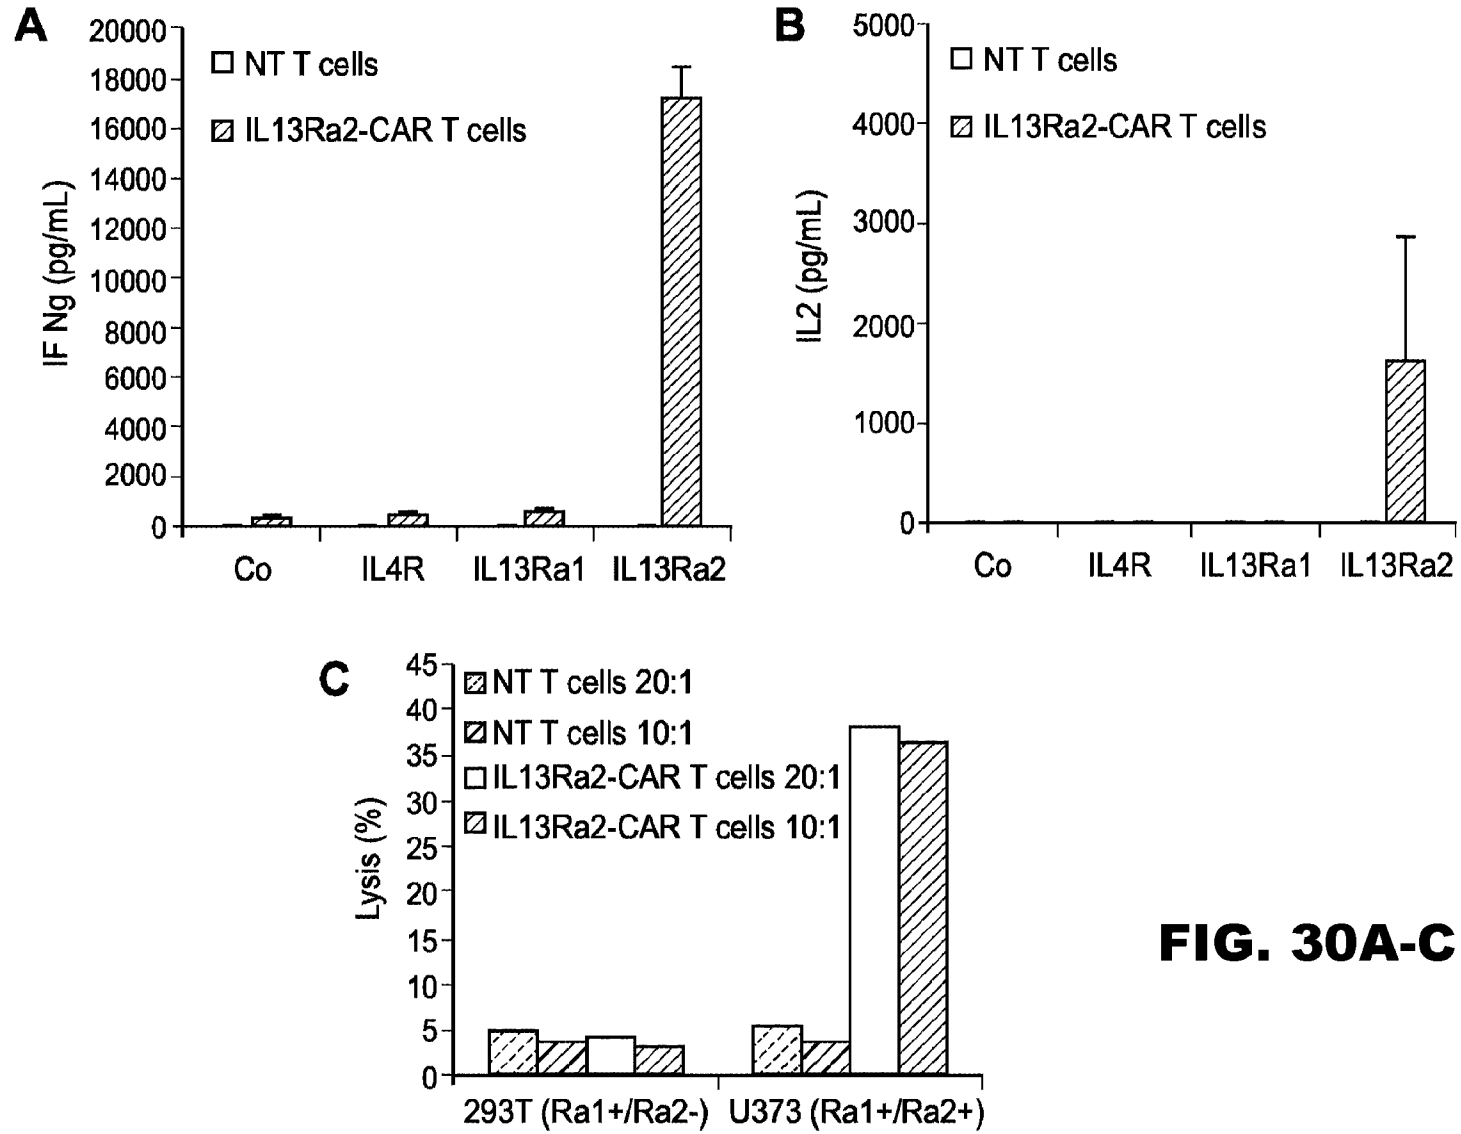 A
20000
18000
16000
14000
12000
10000
8000
6000
4000
2000
0
IF Ng (pg/mL)
NT T cells
IL13Ra2-CAR T cells
Co IL4R IL13Ra1 IL13Ra2
B
5000
4000
3000
2000
1000
0
IL2 (pg/mL)
NT T cells
IL13Ra2-CAR T cells
Co IL4R IL13Ra1 IL13Ra2
C
45
40
35
30
25
20
15
10
5
0
Lysis (%)
NT T cells 20:1
NT T cells 10:1
IL13Ra2-CAR T cells 20:1
IL13Ra2-CAR T cells 10:1
293T (Ra1+/Ra2-) U373 (Ra1+/Ra2+)
FIG. 30A-C